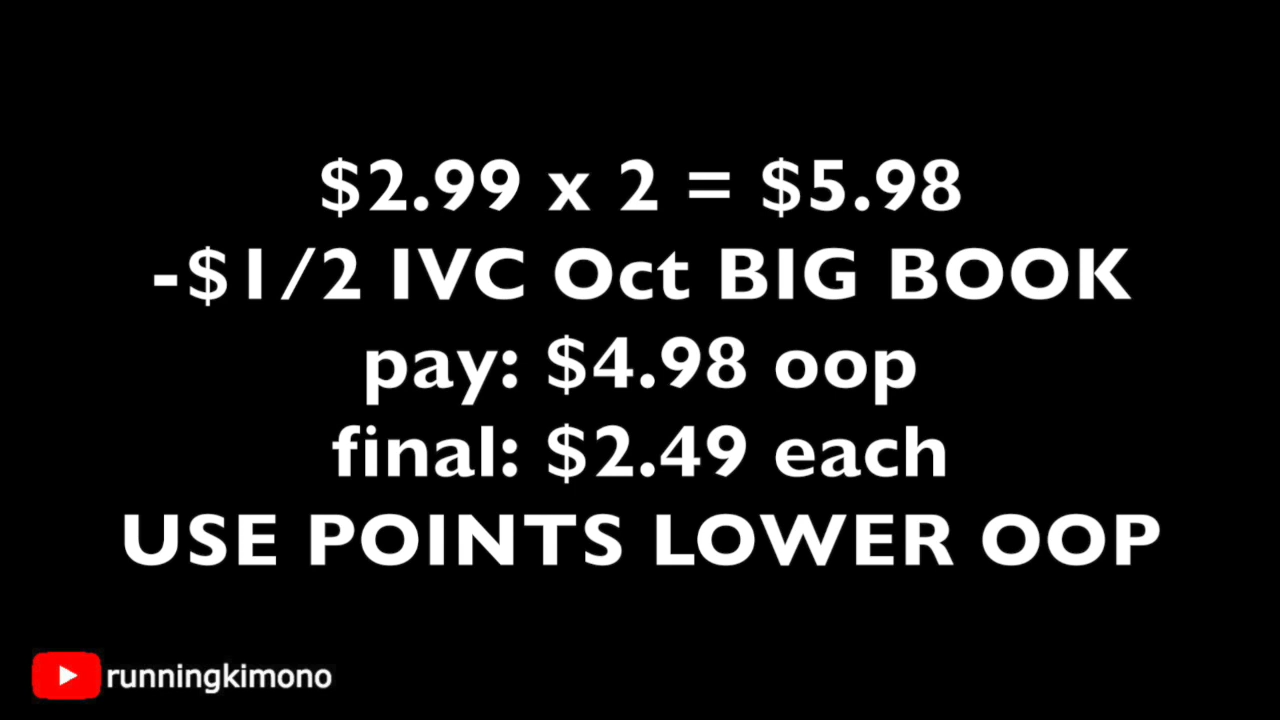 $2.99 x 2 = $5.98
-$1/2 IVC Oct BIG BOOK
pay: $4.98 oop
final: $2.49 each
USE POINTS LOWER OOP
runningkimono